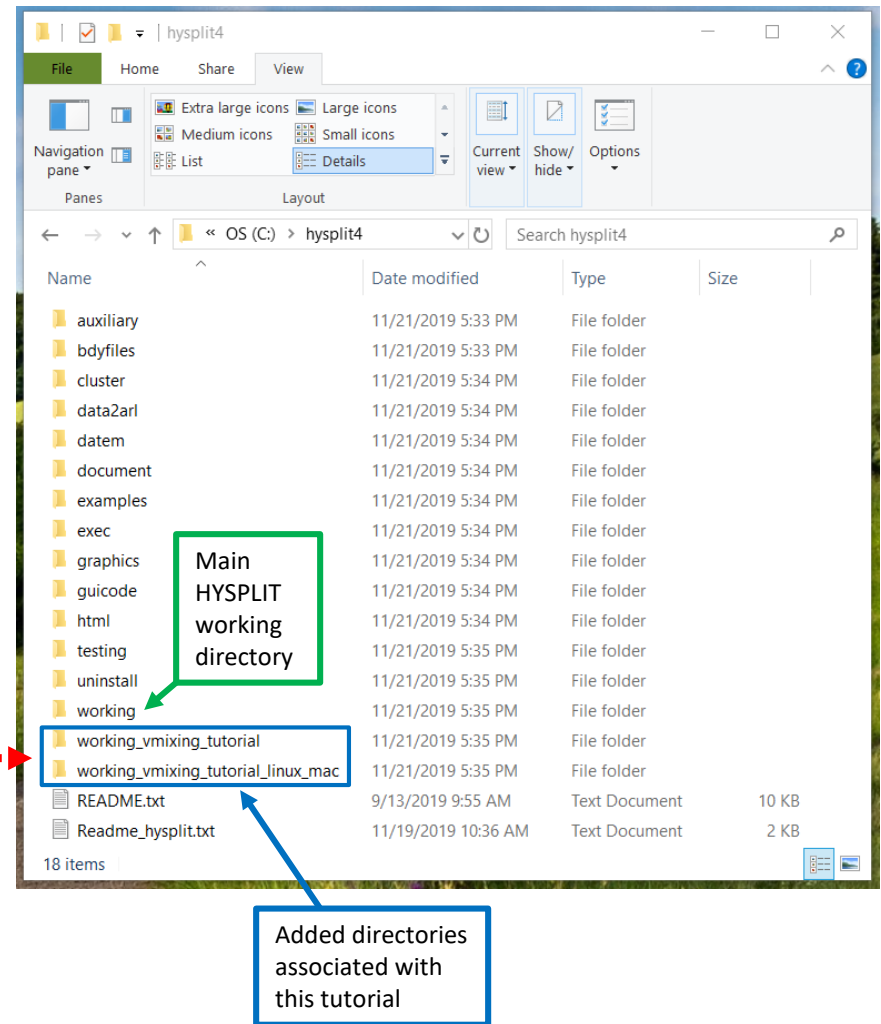 hysplit4
File Home Share View
Extra large icons Large icons
Medium icons Small icons
List Details
Navigation pane
Current view
Show/ hide
Options
Panes Layout
« OS (C:) > hysplit4 Search hysplit4
Name Date modified Type Size
auxiliary 11/21/2019 5:33 PM File folder
bdyfiles 11/21/2019 5:33 PM File folder
cluster 11/21/2019 5:34 PM File folder
data2arl 11/21/2019 5:34 PM File folder
datem 11/21/2019 5:34 PM File folder
document 11/21/2019 5:34 PM File folder
examples 11/21/2019 5:34 PM File folder
exec 11/21/2019 5:34 PM File folder
graphics 11/21/2019 5:34 PM File folder
guicode 11/21/2019 5:34 PM File folder
html 11/21/2019 5:34 PM File folder
testing 11/21/2019 5:35 PM File folder
uninstall 11/21/2019 5:35 PM File folder
working 11/21/2019 5:35 PM File folder
working_vmixing_tutorial 11/21/2019 5:35 PM File folder
working_vmixing_tutorial_linux_mac 11/21/2019 5:35 PM File folder
README.txt 9/13/2019 9:55 AM Text Document 10 KB
Readme_hysplit.txt 11/19/2019 10:36 AM Text Document 2 KB
18 items
Main
HYSPLIT
working
directory
Added directories
associated with
this tutorial